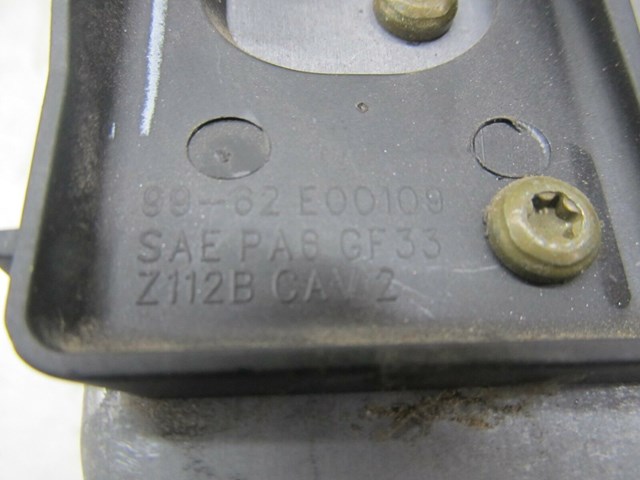 99-62 E00109
SAE PA6 GF33
Z112B CAV 2